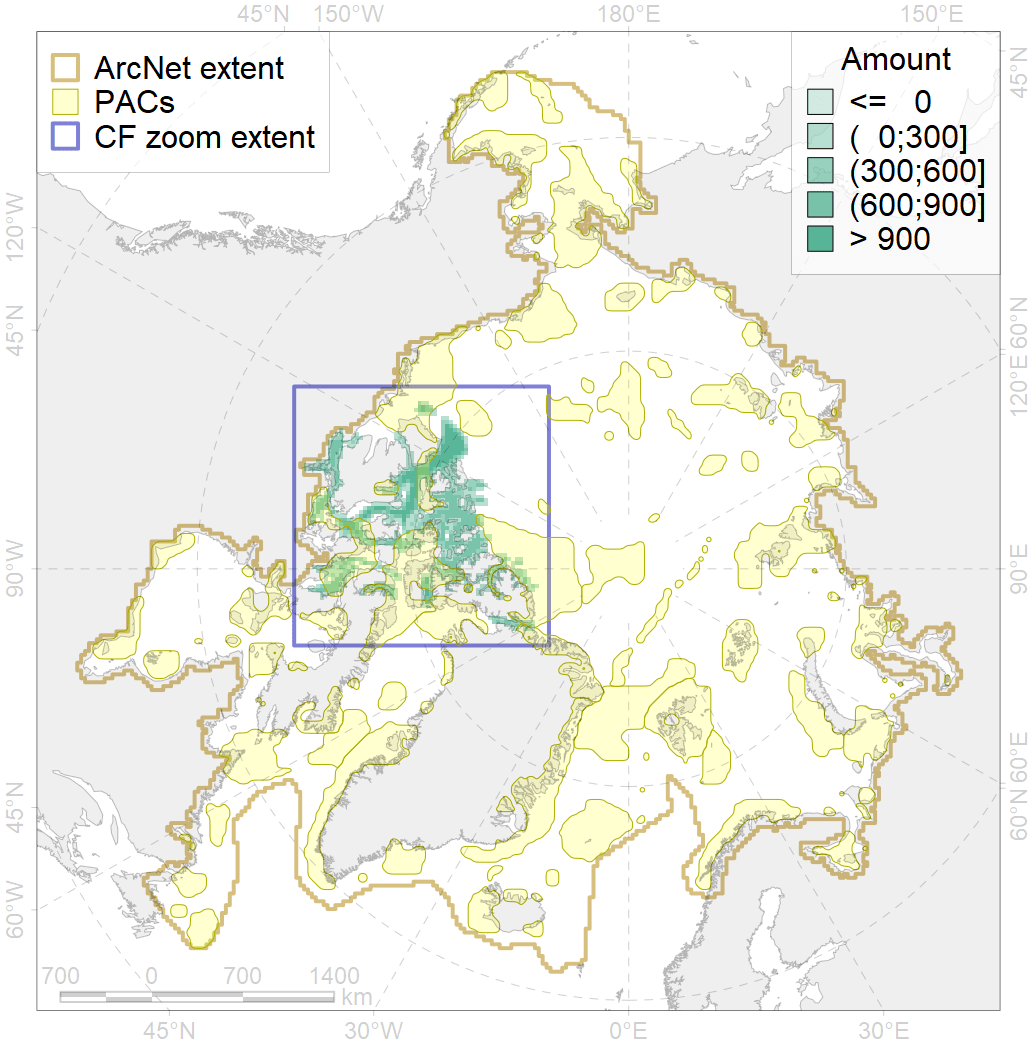 45°N 150°W 180°E 150°E
ArcNet extent
PACs
CF zoom extent
Amount
<= 0
( 0;300]
(300;600]
(600;900]
> 900
45°N
120°W
45°N
90°W
45°N
60°W
60°N
120°E
90°E
60°E
60°N
700 0 700 1400
km
45°N 30°W 0°E 30°E